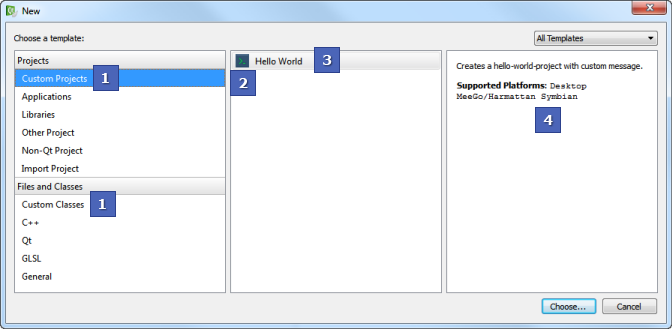 New
Choose a template:
All Templates
Projects
Custom Projects 1
Applications
Libraries
Other Project
Non-Qt Project
Import Project
Files and Classes
Custom Classes 1
C++
Qt
GLSL
General
Hello World 3
2
Creates a hello-world-project with custom message.
Supported Platforms: Desktop
MeeGo/Harmattan Symbian
4
Choose...
Cancel